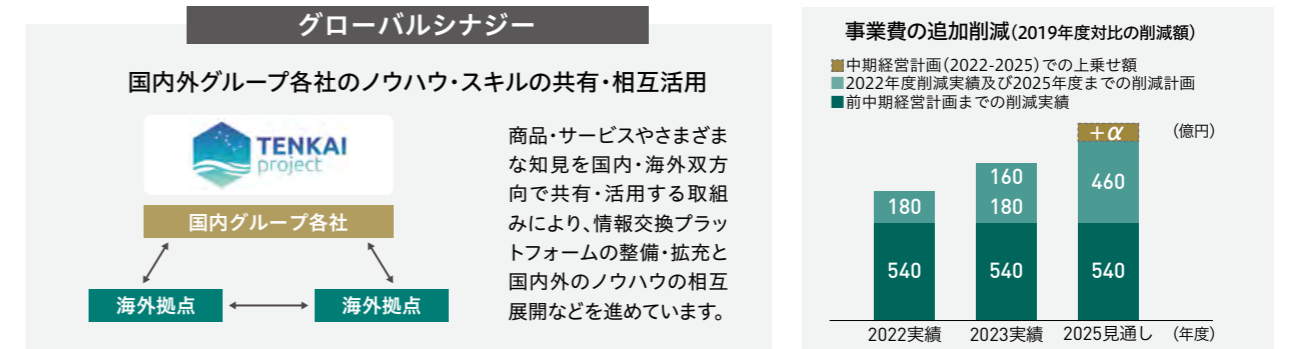 グローバルシナジー
国内外グループ各社のノウハウ・スキルの共有・相互活用
TENKAI
project
国内グループ各社
海外拠点
海外拠点
商品・サービスやさまざま
な知見を国内・海外双方
向で共有・活用する取組
みにより、情報交換プラッ
トフォームの整備・拡充と
国内外のノウハウの相互
展開などを進めています。
事業費の追加削減(2019年度対比の削減額)
中期経営計画(2022-2025)での上乗せ額
2022年度削減実績及び2025年度までの削減計画
前中期経営計画までの削減実績
(億円)
180
540
2022実績
160
180
540
2023実績
+α
460
540
2025見通し
(年度)